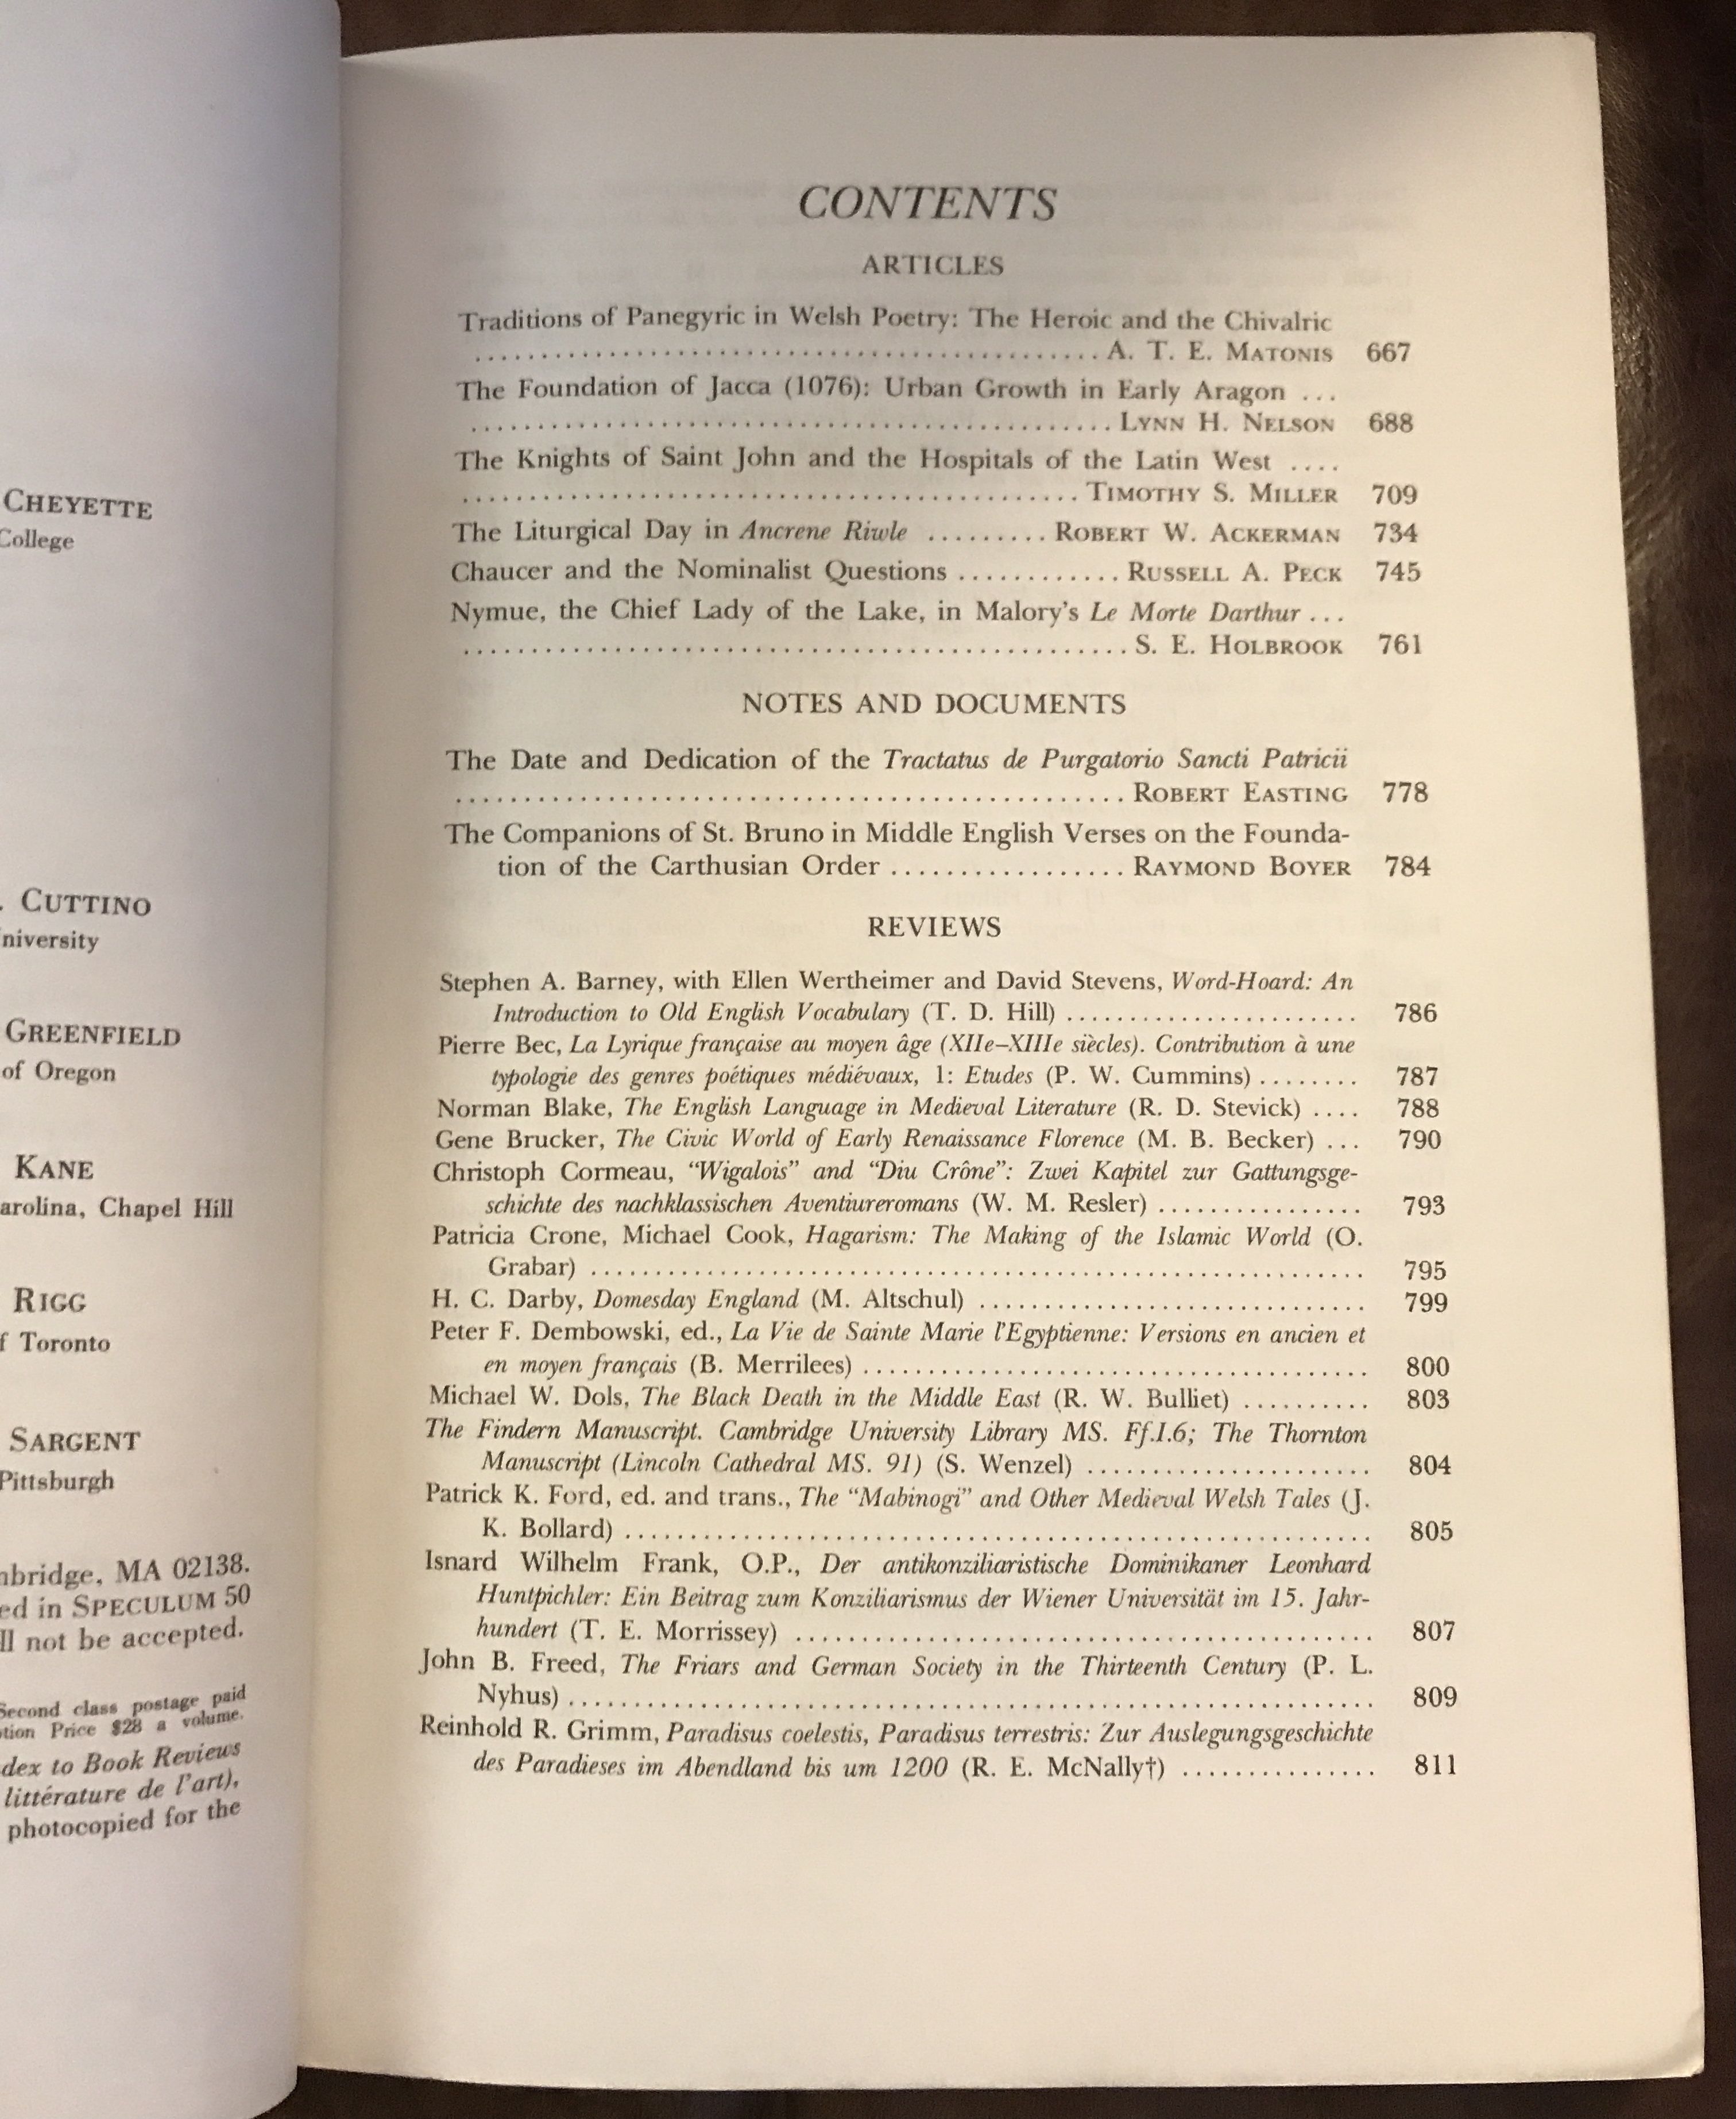 CHEYETTE
College
CUTTINO
niversity
GREENFIELD
of Oregon
KANE
arolina, Chapel Hill
RIGG
f Toronto
SARGENT
Pittsburgh
nbridge, MA 02138.
ed in SPECULUM 50
ll not be accepted.
Second class postage paid
tion Price $28 a volume.
dex to Book Reviews
littérature de l'art),
photocopied for the
CONTENTS
ARTICLES
Traditions of Panegyric in Welsh Poetry: The Heroic and the Chivalric
............................................... A. T. E. MATONIS 667
The Foundation of Jacca (1076): Urban Growth in Early Aragon ...
................................................ LYNN H. NELSON 688
The Knights of Saint John and the Hospitals of the Latin West ....
.............................................. TIMOTHY S. MILLER 709
The Liturgical Day in Ancrene Riwle ......... ROBERT W. ACKERMAN 734
Chaucer and the Nominalist Questions ............ RUSSELL A. PECK 745
Nymue, the Chief Lady of the Lake, in Malory's Le Morte Darthur ...
.................................................. S. E. HOLBROOK 761
NOTES AND DOCUMENTS
The Date and Dedication of the Tractatus de Purgatorio Sancti Patricii
.................................................. ROBERT EASTING 778
The Companions of St. Bruno in Middle English Verses on the Founda-
tion of the Carthusian Order .................. RAYMOND BOYER 784
REVIEWS
Stephen A. Barney, with Ellen Wertheimer and David Stevens, Word-Hoard: An
Introduction to Old English Vocabulary (T. D. Hill) ....................... 786
Pierre Bec, La Lyrique française au moyen âge (XIIe–XIIIe siècles). Contribution à une
typologie des genres poétiques médiévaux, 1: Etudes (P. W. Cummins) ........ 787
Norman Blake, The English Language in Medieval Literature (R. D. Stevick) .... 788
Gene Brucker, The Civic World of Early Renaissance Florence (M. B. Becker) ... 790
Christoph Cormeau, "Wigalois" and "Diu Crône": Zwei Kapitel zur Gattungsge-
schichte des nachklassischen Aventiureromans (W. M. Resler) ................ 793
Patricia Crone, Michael Cook, Hagarism: The Making of the Islamic World (O.
Grabar) ............................................................. 795
H. C. Darby, Domesday England (M. Altschul) ............................... 799
Peter F. Dembowski, ed., La Vie de Sainte Marie l'Egyptienne: Versions en ancien et
en moyen français (B. Merrilees) ........................................ 800
Michael W. Dols, The Black Death in the Middle East (R. W. Bulliet) .......... 803
The Findern Manuscript. Cambridge University Library MS. Ff.I.6; The Thornton
Manuscript (Lincoln Cathedral MS. 91) (S. Wenzel) ....................... 804
Patrick K. Ford, ed. and trans., The "Mabinogi" and Other Medieval Welsh Tales (J.
K. Bollard) ........................................................... 805
Isnard Wilhelm Frank, O.P., Der antikonziliaristische Dominikaner Leonhard
Huntpichler: Ein Beitrag zum Konziliarismus der Wiener Universität im 15. Jahr-
hundert (T. E. Morrissey) .............................................. 807
John B. Freed, The Friars and German Society in the Thirteenth Century (P. L.
Nyhus) ................................................................ 809
Reinhold R. Grimm, Paradisus coelestis, Paradisus terrestris: Zur Auslegungsgeschichte
des Paradieses im Abendland bis um 1200 (R. E. McNally†) ............... 811